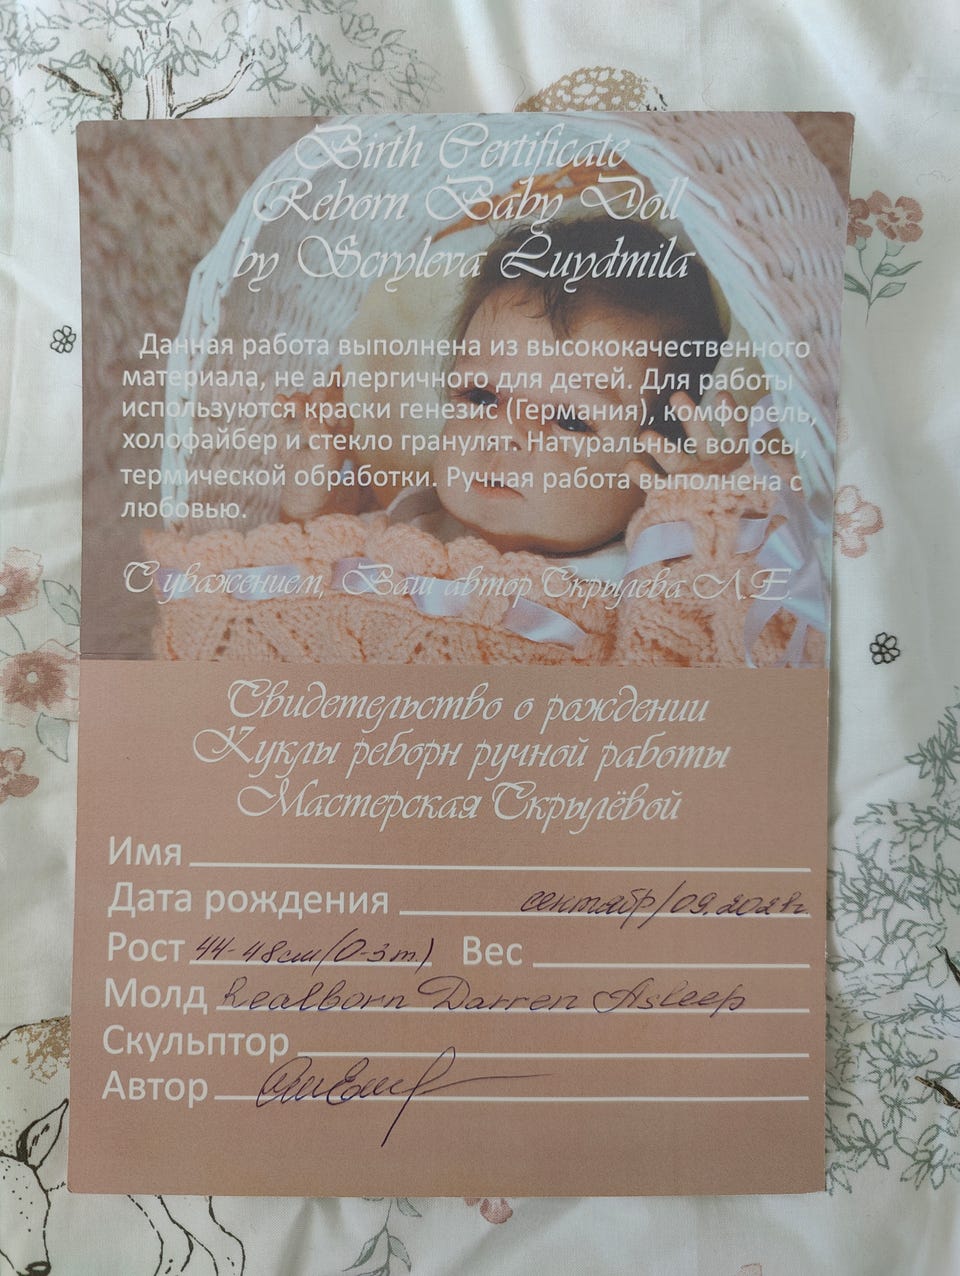 Birth Certificate
Reborn Baby Doll
by Scryleva Luydmila
Данная работа выполнена из высококачественного
материала, не аллергичного для детей. Для работы
используются краски генезис (Германия), комфорель,
холофайбер и стекло гранулят. Натуральные волосы,
термической обработки. Ручная работа выполнена с
любовью.
С уважением, Ваш автор Скрылева Л.Е.
Свидетельство о рождении
Куклы реборн ручной работы
Мастерская Скрылёвой
Имя
Дата рождения сентябр/09.2021г.
Рост 44-48см (0-3m.) Вес
Молд Realborn Darren Asleep
Скульптор
Автор